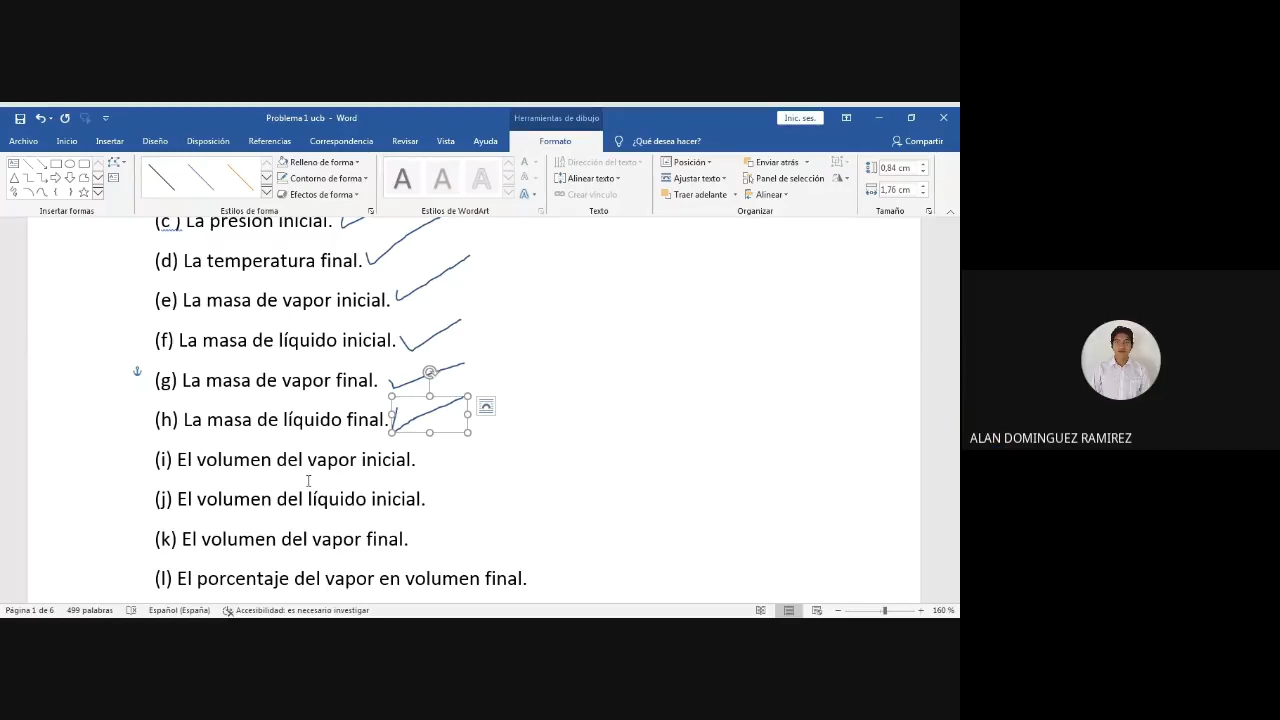 Problema1 ucb - Word
Herramientas de dibujo
Inic. ses.
Archivo Inicio Insertar Diseño Disposición Referencias Correspondencia Revisar Vista Ayuda Formato ¿Qué desea hacer? Compartir
Relleno de forma
Contorno de forma
Efectos de forma
A A A
Dirección del texto
Alinear texto
Crear vínculo
Posición
Ajustar texto
Traer adelante
Enviar atrás
Panel de selección
Alinear
0,84 cm
1,76 cm
Insertar formas Estilos de forma Estilos de WordArt Texto Organizar Tamaño
(c ) La presión inicial.
(d) La temperatura final.
(e) La masa de vapor inicial.
(f) La masa de líquido inicial.
(g) La masa de vapor final.
(h) La masa de líquido final.
(i) El volumen del vapor inicial.
(j) El volumen del líquido inicial.
(k) El volumen del vapor final.
(l) El porcentaje del vapor en volumen final.
Página 1 de 6 499 palabras Español (España) Accesibilidad: es necesario investigar 160 %
ALAN DOMINGUEZ RAMIREZ